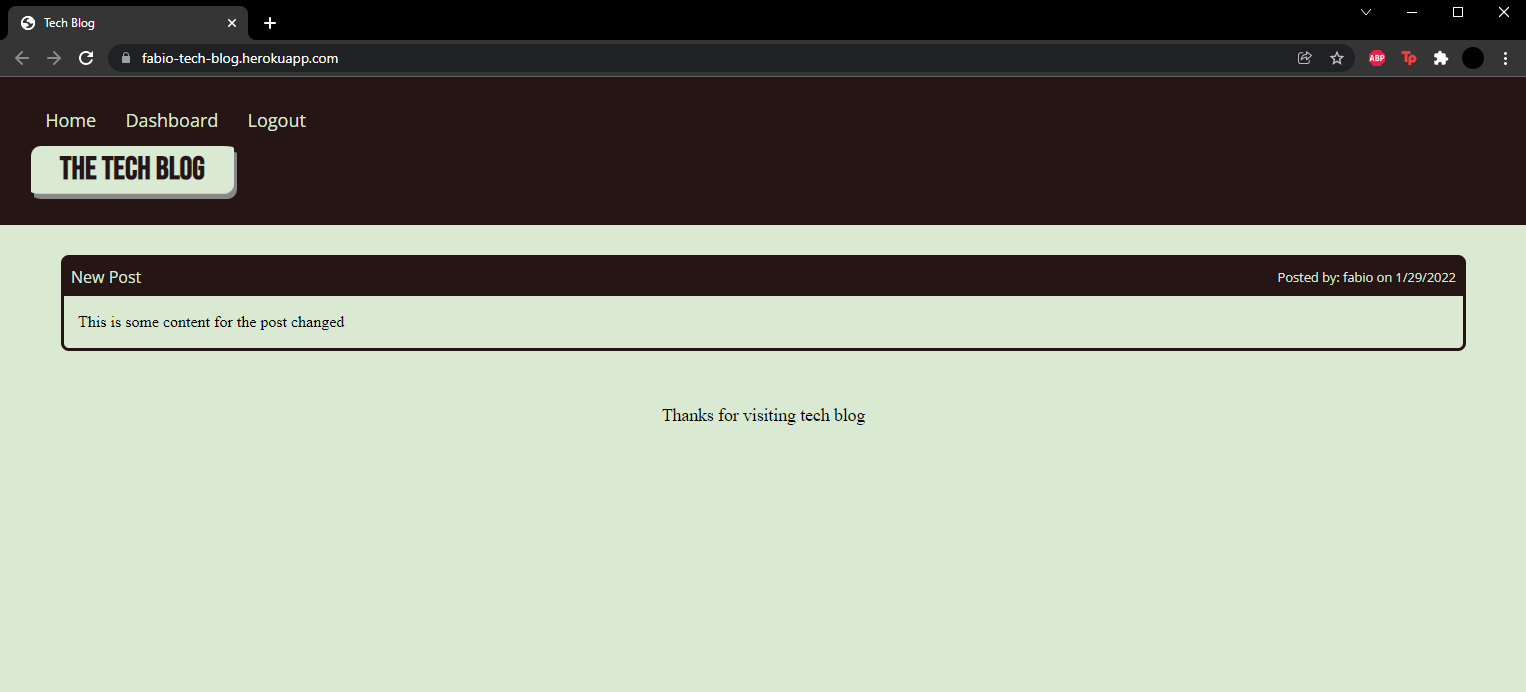 Tech Blog
fabio-tech-blog.herokuapp.com
ABP
Tp
Home Dashboard Logout
THE TECH BLOG
New Post Posted by: fabio on 1/29/2022
This is some content for the post changed
Thanks for visiting tech blog